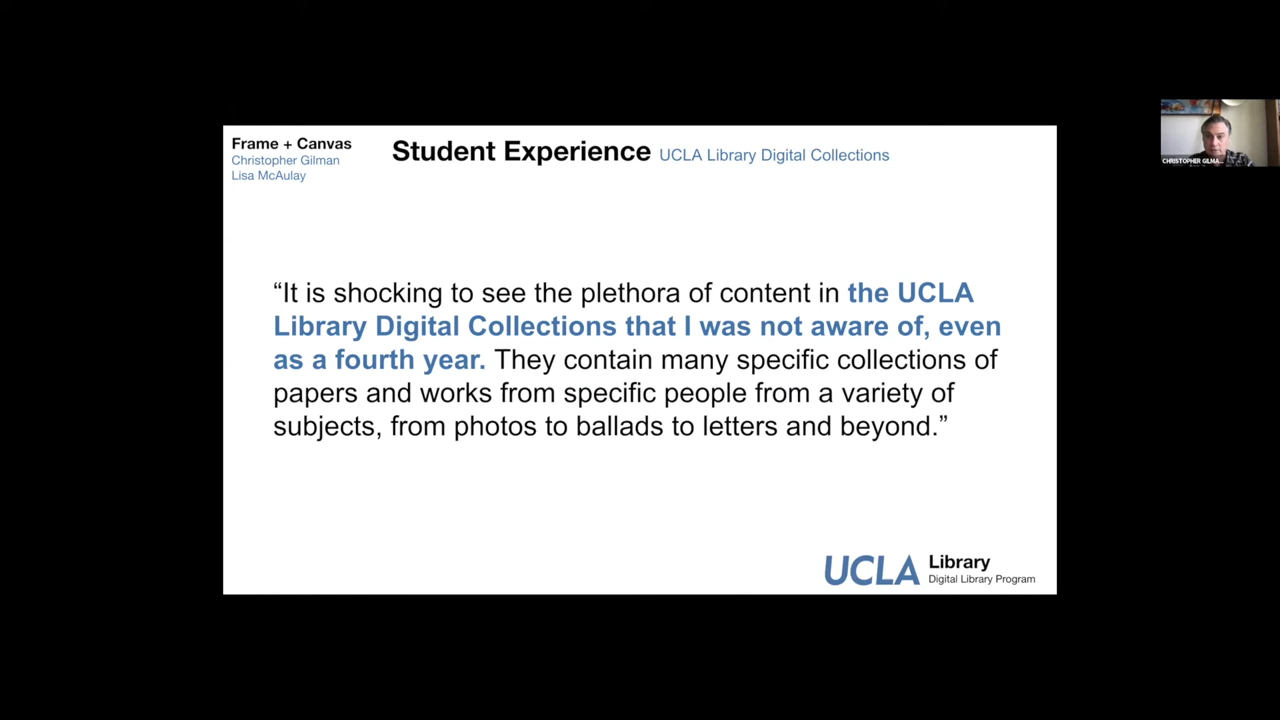 Frame + Canvas
Christopher Gilman
Lisa McAulay
Student Experience UCLA Library Digital Collections
“It is shocking to see the plethora of content in the UCLA
Library Digital Collections that I was not aware of, even
as a fourth year. They contain many specific collections of
papers and works from specific people from a variety of
subjects, from photos to ballads to letters and beyond.”
UCLA Library
Digital Library Program
CHRISTOPHER GILMA...